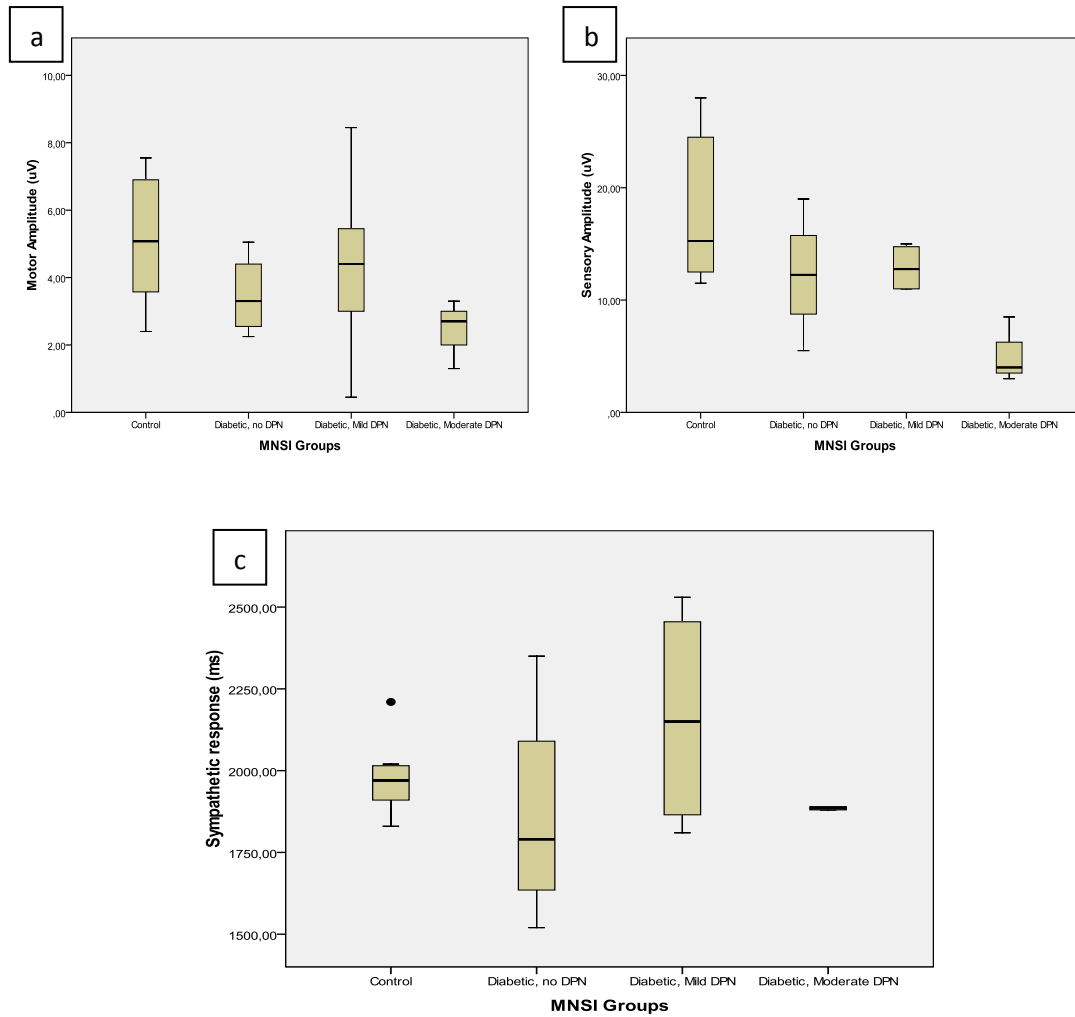 a
10,00
8,00
6,00
4,00
2,00
,00
Motor Amplitude (uV)
Control
Diabetic, no DPN
Diabetic, Mild DPN
Diabetic, Moderate DPN
MNSI Groups
b
30,00
20,00
10,00
,00
Sensory Amplitude (uV)
Control
Diabetic, no DPN
Diabetic, Mild DPN
Diabetic, Moderate DPN
MNSI Groups
c
2500,00
2250,00
2000,00
1750,00
1500,00
Sympathetic response (ms)
Control
Diabetic, no DPN
Diabetic, Mild DPN
Diabetic, Moderate DPN
MNSI Groups